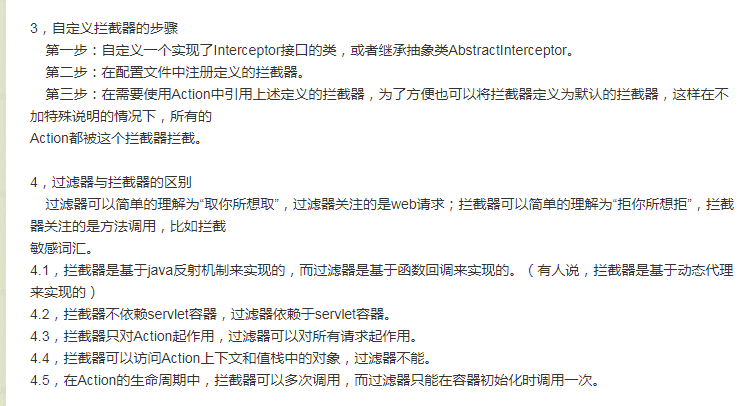 3，自定义拦截器的步骤
第一步：自定义一个实现了Interceptor接口的类，或者继承抽象类AbstractInterceptor。
第二步：在配置文件中注册定义的拦截器。
第三步：在需要使用Action中引用上述定义的拦截器，为了方便也可以将拦截器定义为默认的拦截器，这样在不
加特殊说明的情况下，所有的
Action都被这个拦截器拦截。
4，过滤器与拦截器的区别
过滤器可以简单的理解为“取你所想取”，过滤器关注的是web请求；拦截器可以简单的理解为“拒你所想拒”，拦截
器关注的是方法调用，比如拦截
敏感词汇。
4.1，拦截器是基于java反射机制来实现的，而过滤器是基于函数回调来实现的。（有人说，拦截器是基于动态代理
来实现的）
4.2，拦截器不依赖servlet容器，过滤器依赖于servlet容器。
4.3，拦截器只对Action起作用，过滤器可以对所有请求起作用。
4.4，拦截器可以访问Action上下文和值栈中的对象，过滤器不能。
4.5，在Action的生命周期中，拦截器可以多次调用，而过滤器只能在容器初始化时调用一次。